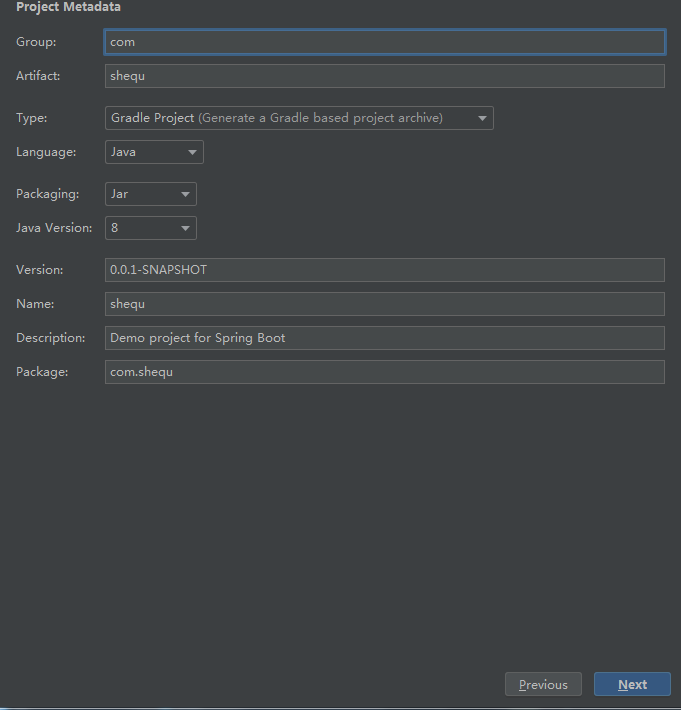 Project Metadata
Group: com
Artifact: shequ
Type: Gradle Project (Generate a Gradle based project archive)
Language: Java
Packaging: Jar
Java Version: 8
Version: 0.0.1-SNAPSHOT
Name: shequ
Description: Demo project for Spring Boot
Package: com.shequ
Previous Next